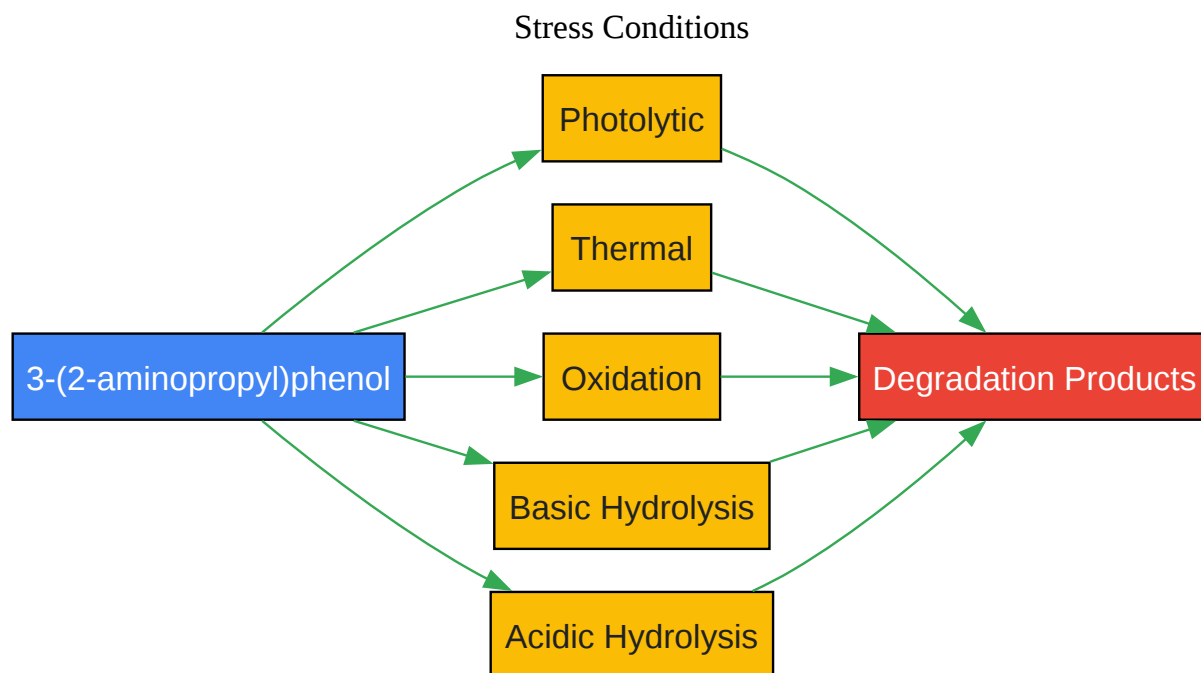 Stress Conditions
Photolytic
Thermal
3-(2-aminopropyl)phenol
Oxidation
Degradation Products
Basic Hydrolysis
Acidic Hydrolysis